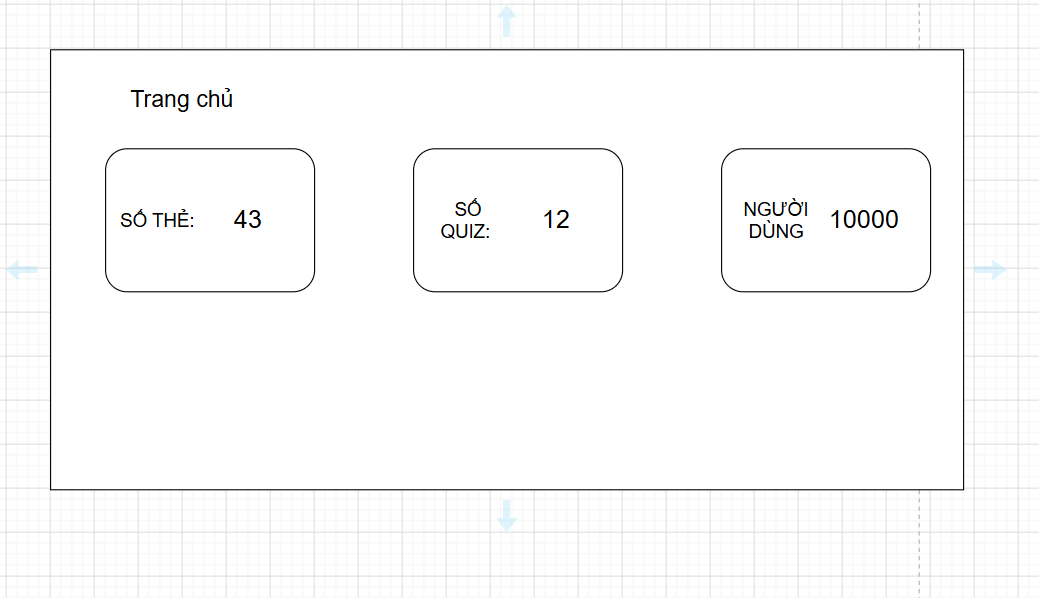 Trang chủ
SỐ THẺ: 43
SỐ
QUIZ: 12
NGƯỜI
DÙNG 10000